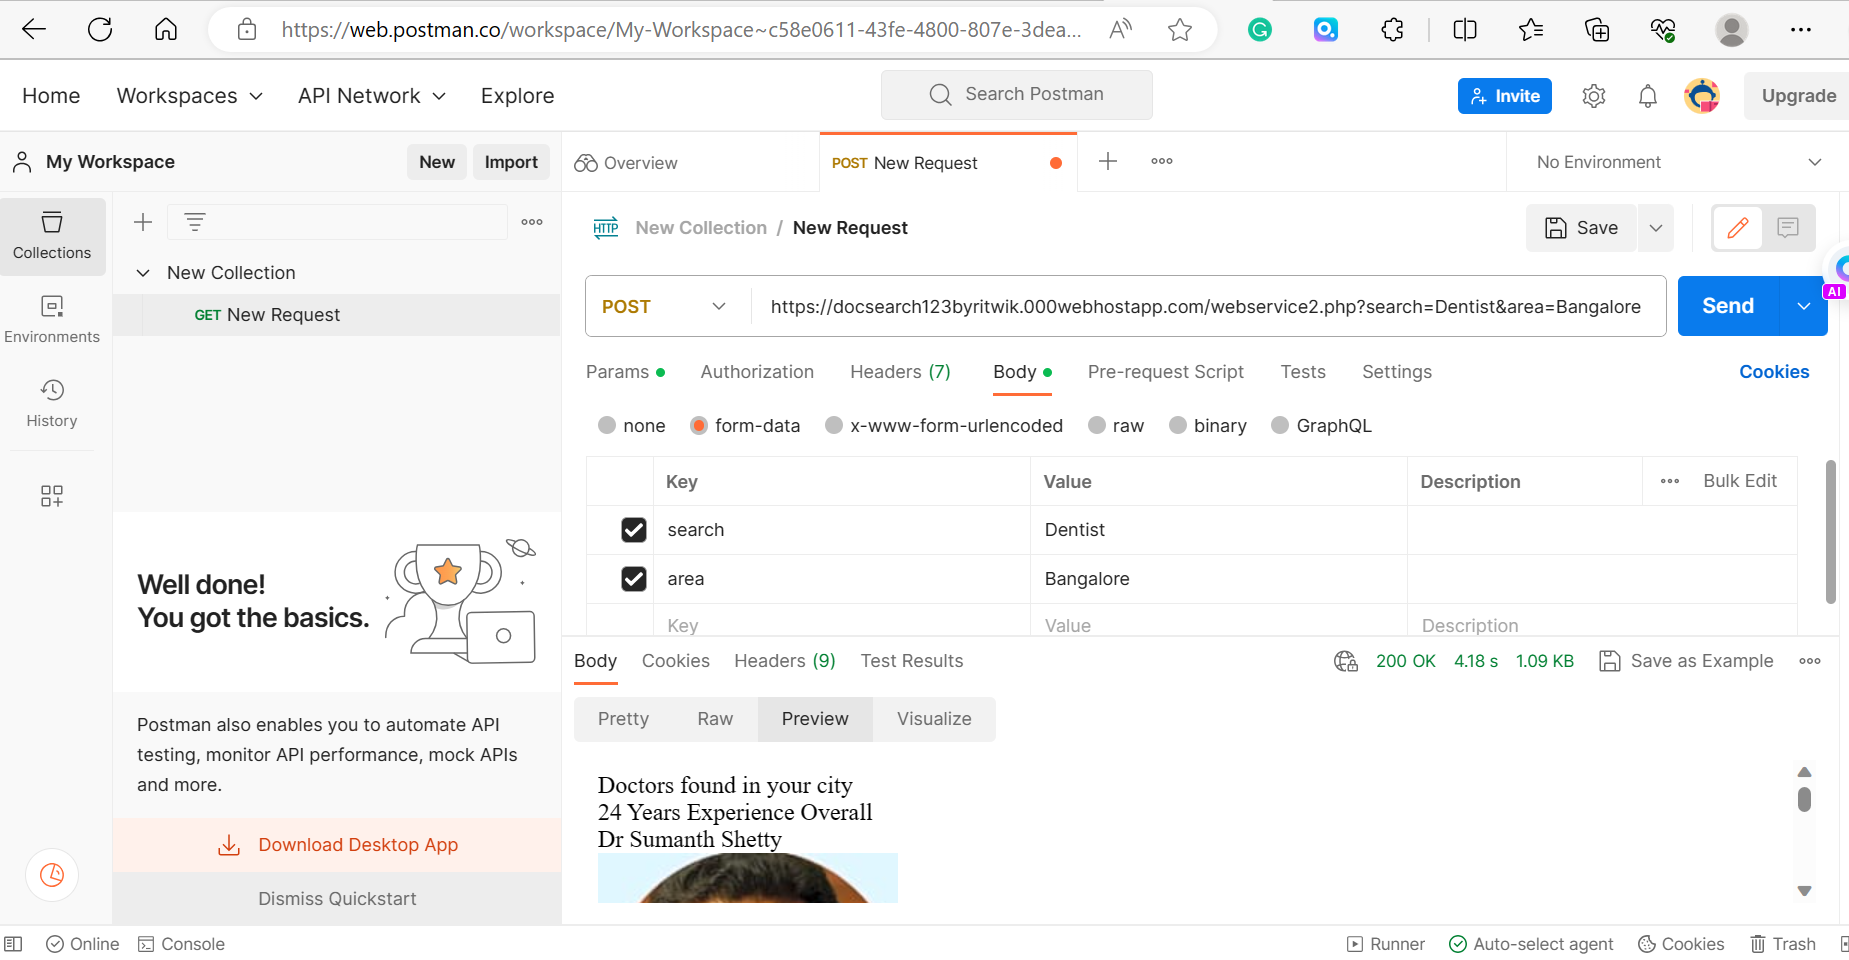 https://web.postman.co/workspace/My-Workspace~c58e0611-43fe-4800-807e-3dea...
Home Workspaces API Network Explore Search Postman Invite Upgrade
My Workspace New Import Overview POST New Request No Environment
Collections
Environments
History
New Collection
GET New Request
Well done!
You got the basics.
Postman also enables you to automate API
testing, monitor API performance, mock APIs
and more.
Download Desktop App
Dismiss Quickstart
HTTP New Collection / New Request Save
POST https://docsearch123byritwik.000webhostapp.com/webservice2.php?search=Dentist&area=Bangalore Send
AI
Params Authorization Headers (7) Body Pre-request Script Tests Settings Cookies
none form-data x-www-form-urlencoded raw binary GraphQL
Key Value Description Bulk Edit
search Dentist
area Bangalore
Key Value Description
Body Cookies Headers (9) Test Results 200 OK 4.18 s 1.09 KB Save as Example
Pretty Raw Preview Visualize
Doctors found in your city
24 Years Experience Overall
Dr Sumanth Shetty
Online Console Runner Auto-select agent Cookies Trash